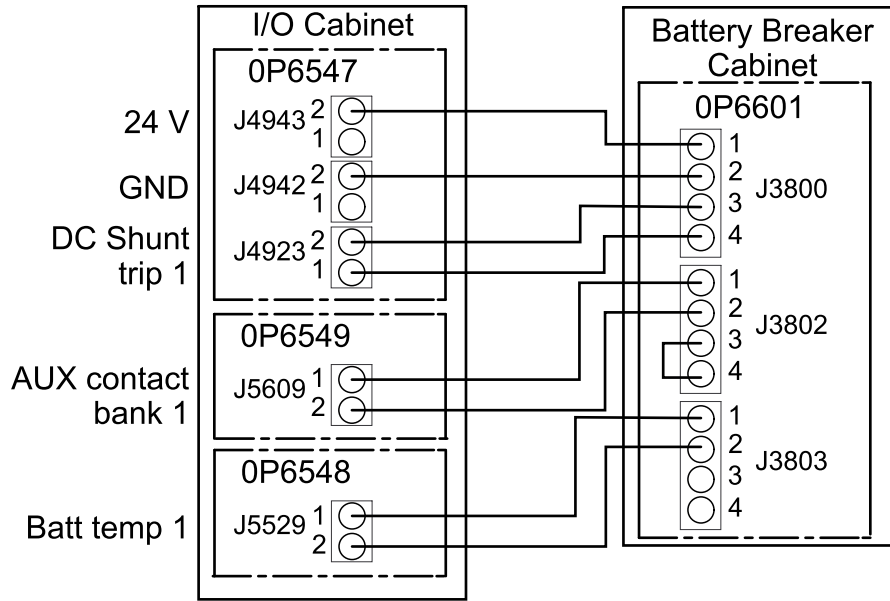 I/O Cabinet
0P6547
24 V
J4943
2
1
GND
J4942
2
1
DC Shunt
trip 1
J4923
2
1
0P6549
AUX contact
bank 1
J5609
1
2
0P6548
Batt temp 1
J5529
1
2
Battery Breaker
Cabinet
0P6601
1
2
3
4
J3800
1
2
3
4
J3802
1
2
3
4
J3803